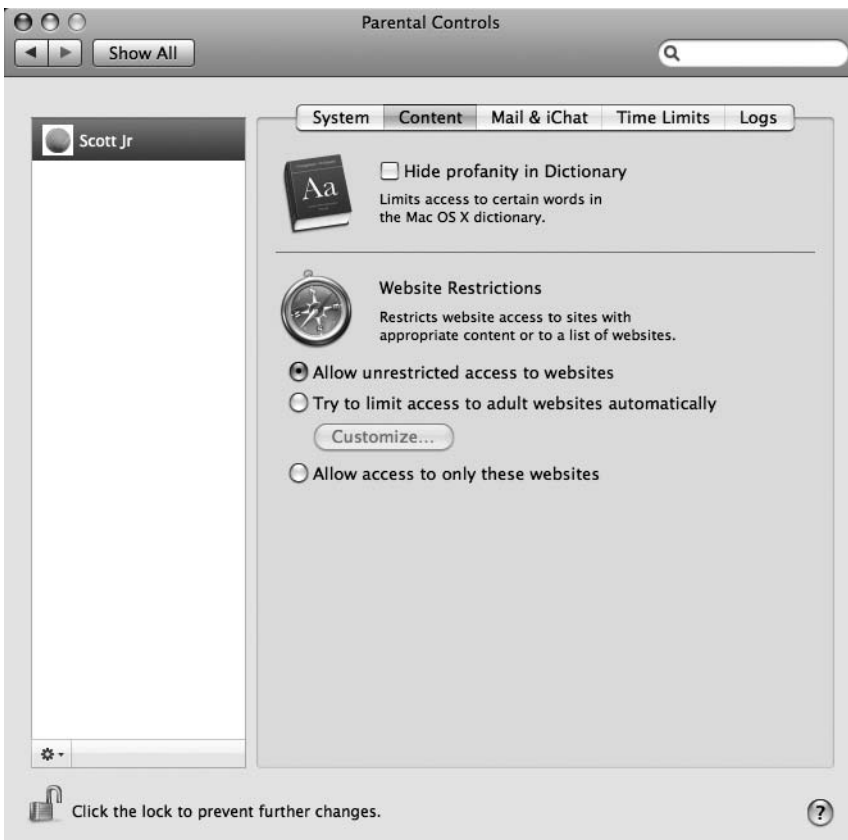 Parental Controls
Show All
Scott Jr
System Content Mail & iChat Time Limits Logs
Aa
Hide profanity in Dictionary
Limits access to certain words in
the Mac OS X dictionary.
Website Restrictions
Restricts website access to sites with
appropriate content or to a list of websites.
Allow unrestricted access to websites
Try to limit access to adult websites automatically
Customize...
Allow access to only these websites
Click the lock to prevent further changes.
?